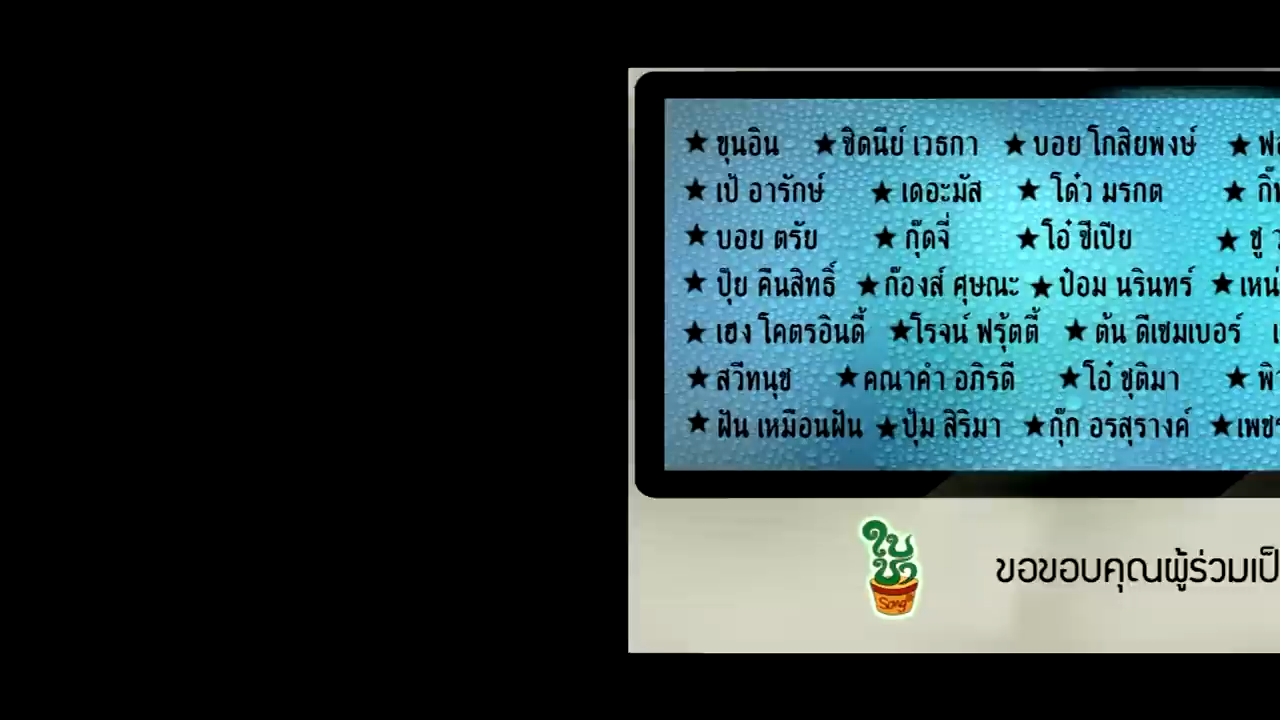 ★ ขุนอิน ★ ซิดนีย์ เวธกา ★ บอย โกสิยพงษ์ ★
★ เป้ อารักษ์ ★ เดอะมัส ★ โด๋ว มรกต ★
★ บอย ตรัย ★ กุ๊ดจี่ ★ โอ๋ ซีเปีย ★ ชู
★ ปุ้ย คืนสิทธิ์ ★ ก๊องส์ ศุษณะ ★ ป๋อม นรินทร์ ★
★ เฮง โคตรอินดี้ ★ โรจน์ ฟรุ้ตตี้ ★ ต้น ดีเซมเบอร์
★ สวีทนุช ★ คณาคำ อภิรดี ★ โอ๋ ชุติมา ★
★ ฝัน เหมือนฝัน ★ ปุ้ม สิริมา ★ กุ๊ก อรสุรางค์ ★
ใบ
ชา
Song
ขอขอบคุณผู้ร่วม